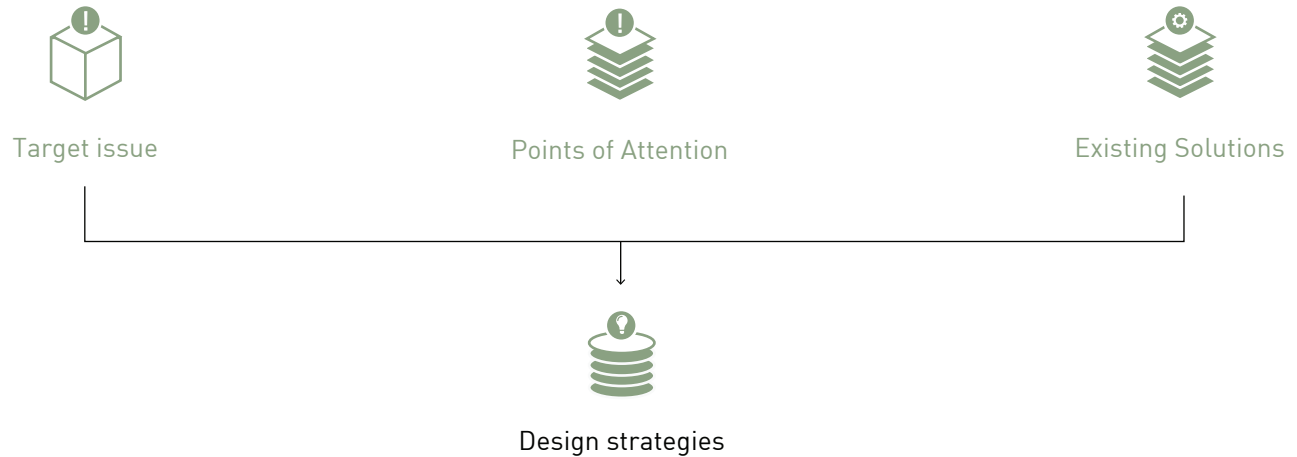 Target issue
Points of Attention
Existing Solutions
Design strategies